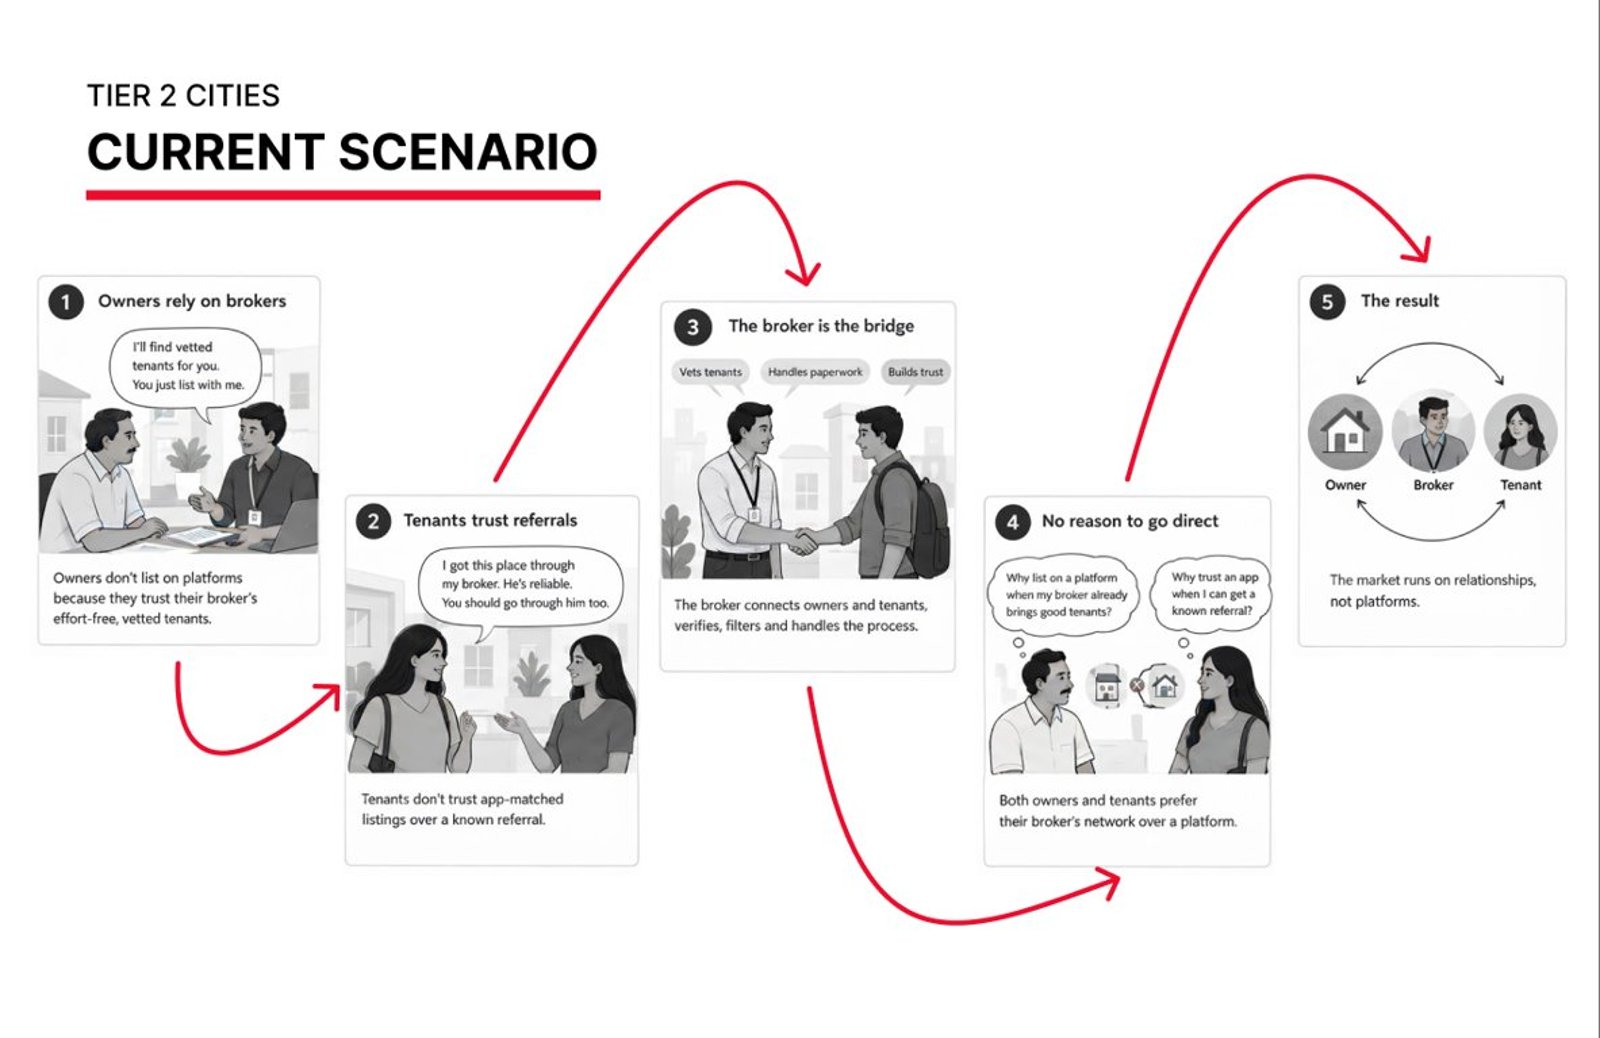 TIER 2 CITIES
CURRENT SCENARIO
1 Owners rely on brokers
I'll find vetted
tenants for you.
You just list with me.
Owners don't list on platforms
because they trust their broker's
effort-free, vetted tenants.
2 Tenants trust referrals
I got this place through
my broker. He's reliable.
You should go through him too.
Tenants don't trust app-matched
listings over a known referral.
3 The broker is the bridge
Vets tenants
Handles paperwork
Builds trust
The broker connects owners and tenants,
verifies, filters and handles the process.
4 No reason to go direct
Why list on a platform
when my broker already
brings good tenants?
Why trust an app
when I can get a
known referral?
Both owners and tenants prefer
their broker's network over a platform.
5 The result
Owner
Broker
Tenant
The market runs on relationships,
not platforms.